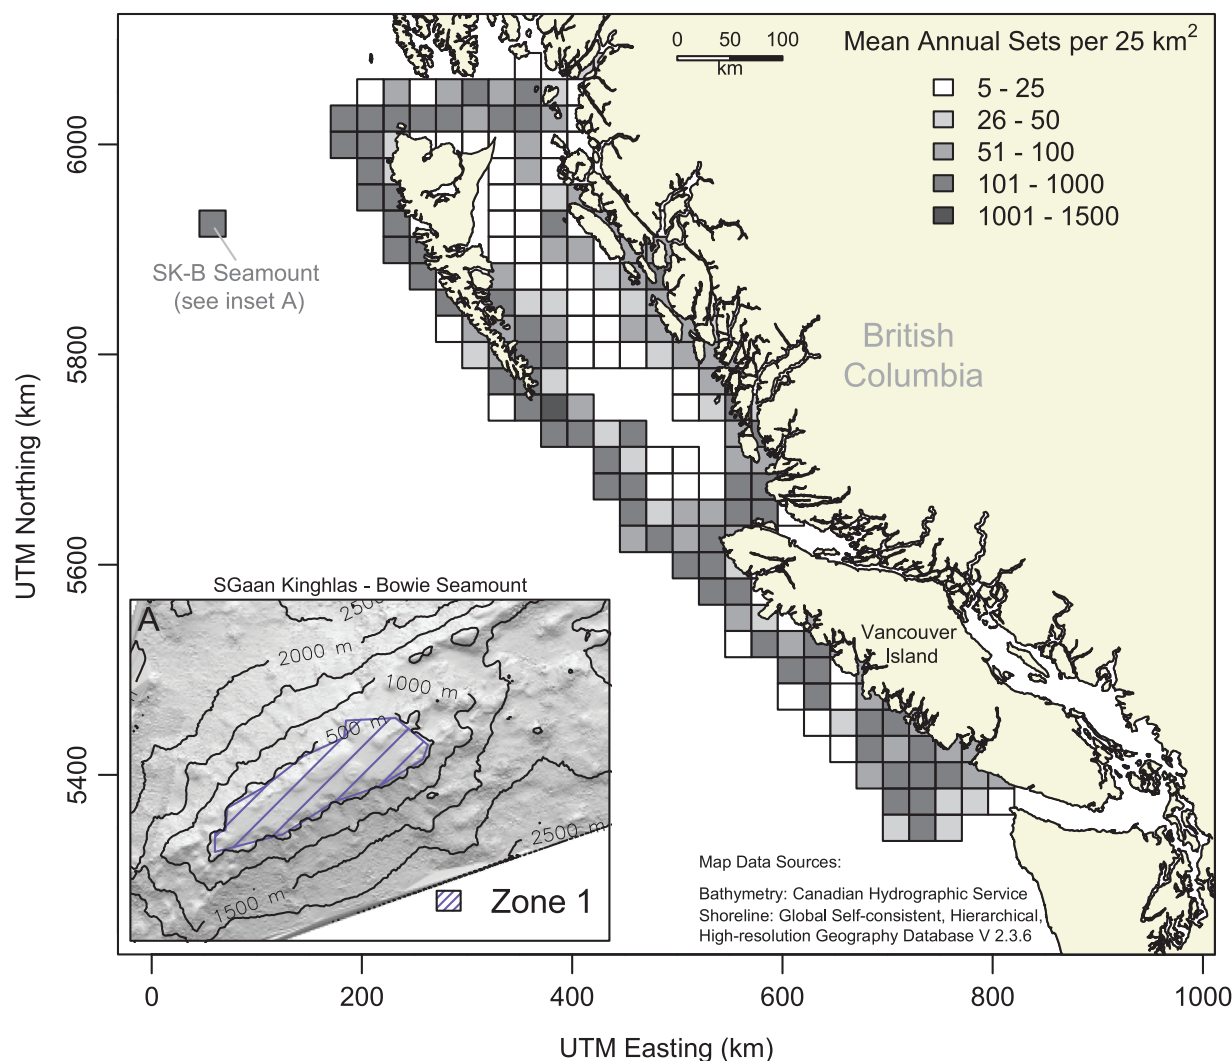 0 50 100
km
Mean Annual Sets per 25 km²
5 - 25
26 - 50
51 - 100
101 - 1000
1001 - 1500
SK-B Seamount
(see inset A)
British
Columbia
Vancouver
Island
UTM Northing (km)
6000
5800
5600
5400
SGaan Kinghlas - Bowie Seamount
A
2500
2000 m
1000 m
500 m
2500 m
1500 m
Zone 1
Map Data Sources:
Bathymetry: Canadian Hydrographic Service
Shoreline: Global Self-consistent, Hierarchical,
High-resolution Geography Database V 2.3.6
0 200 400 600 800 1000
UTM Easting (km)